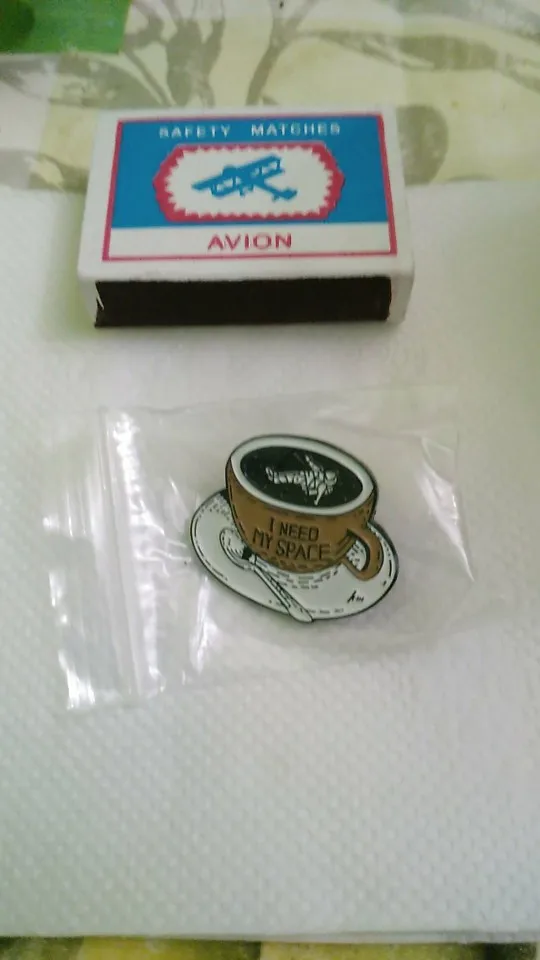 SAFETY MATCHES
AVION
I NEED
MY SPACE